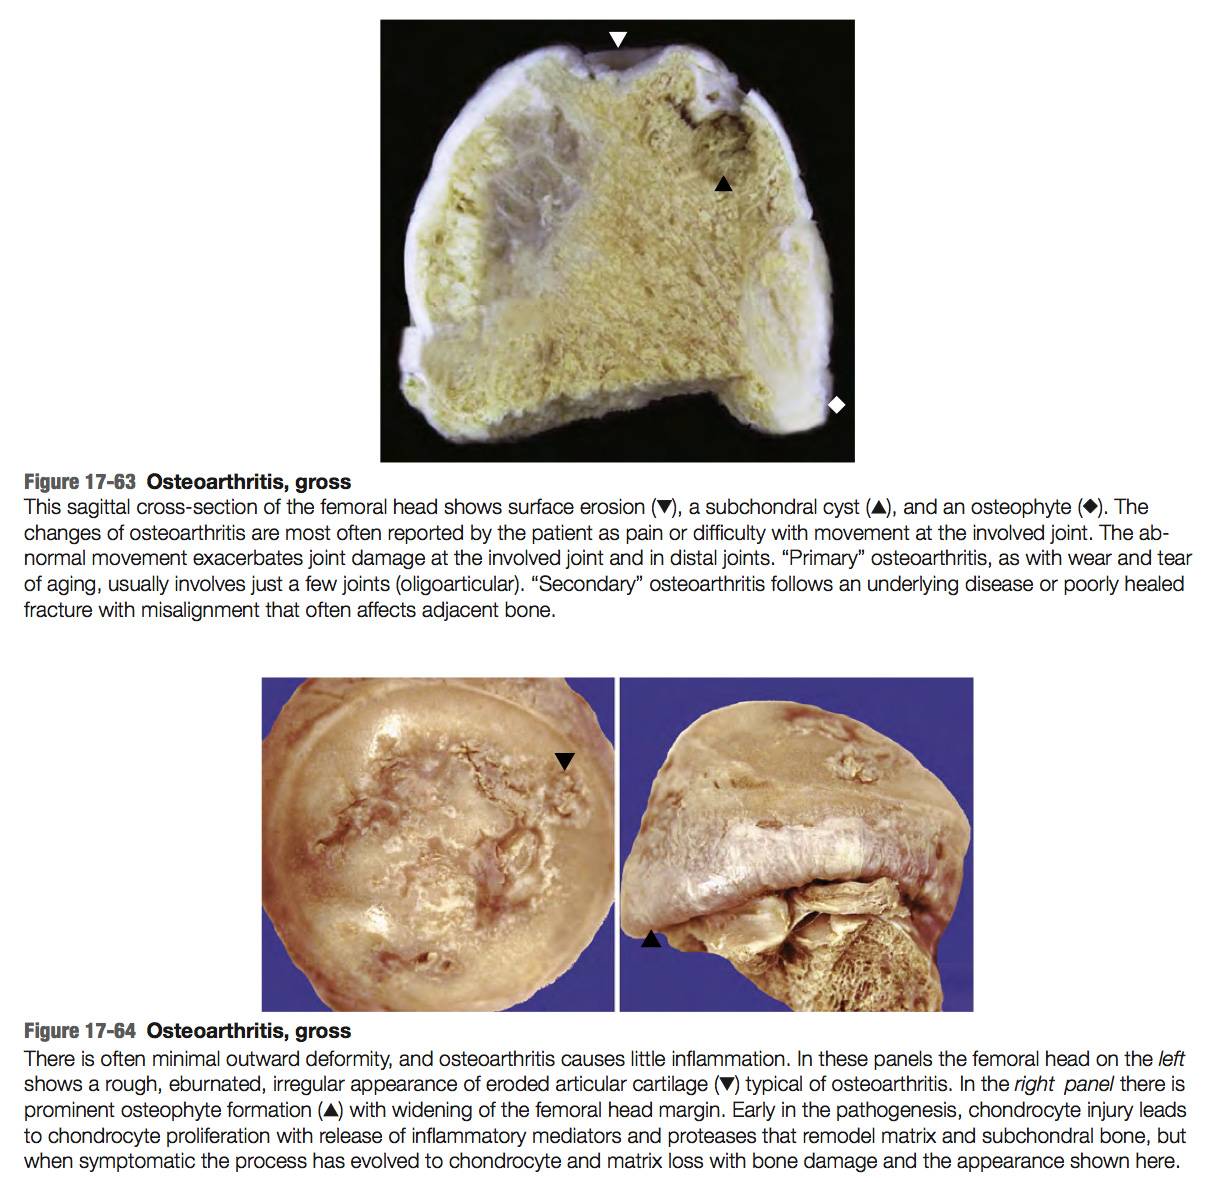 Figure 17-63 Osteoarthritis, gross
This sagittal cross-section of the femoral head shows surface erosion (▼), a subchondral cyst (▲), and an osteophyte (◆). The
changes of osteoarthritis are most often reported by the patient as pain or difficulty with movement at the involved joint. The ab-
normal movement exacerbates joint damage at the involved joint and in distal joints. “Primary” osteoarthritis, as with wear and tear
of aging, usually involves just a few joints (oligoarticular). “Secondary” osteoarthritis follows an underlying disease or poorly healed
fracture with misalignment that often affects adjacent bone.
Figure 17-64 Osteoarthritis, gross
There is often minimal outward deformity, and osteoarthritis causes little inflammation. In these panels the femoral head on the left
shows a rough, eburnated, irregular appearance of eroded articular cartilage (▼) typical of osteoarthritis. In the right panel there is
prominent osteophyte formation (▲) with widening of the femoral head margin. Early in the pathogenesis, chondrocyte injury leads
to chondrocyte proliferation with release of inflammatory mediators and proteases that remodel matrix and subchondral bone, but
when symptomatic the process has evolved to chondrocyte and matrix loss with bone damage and the appearance shown here.